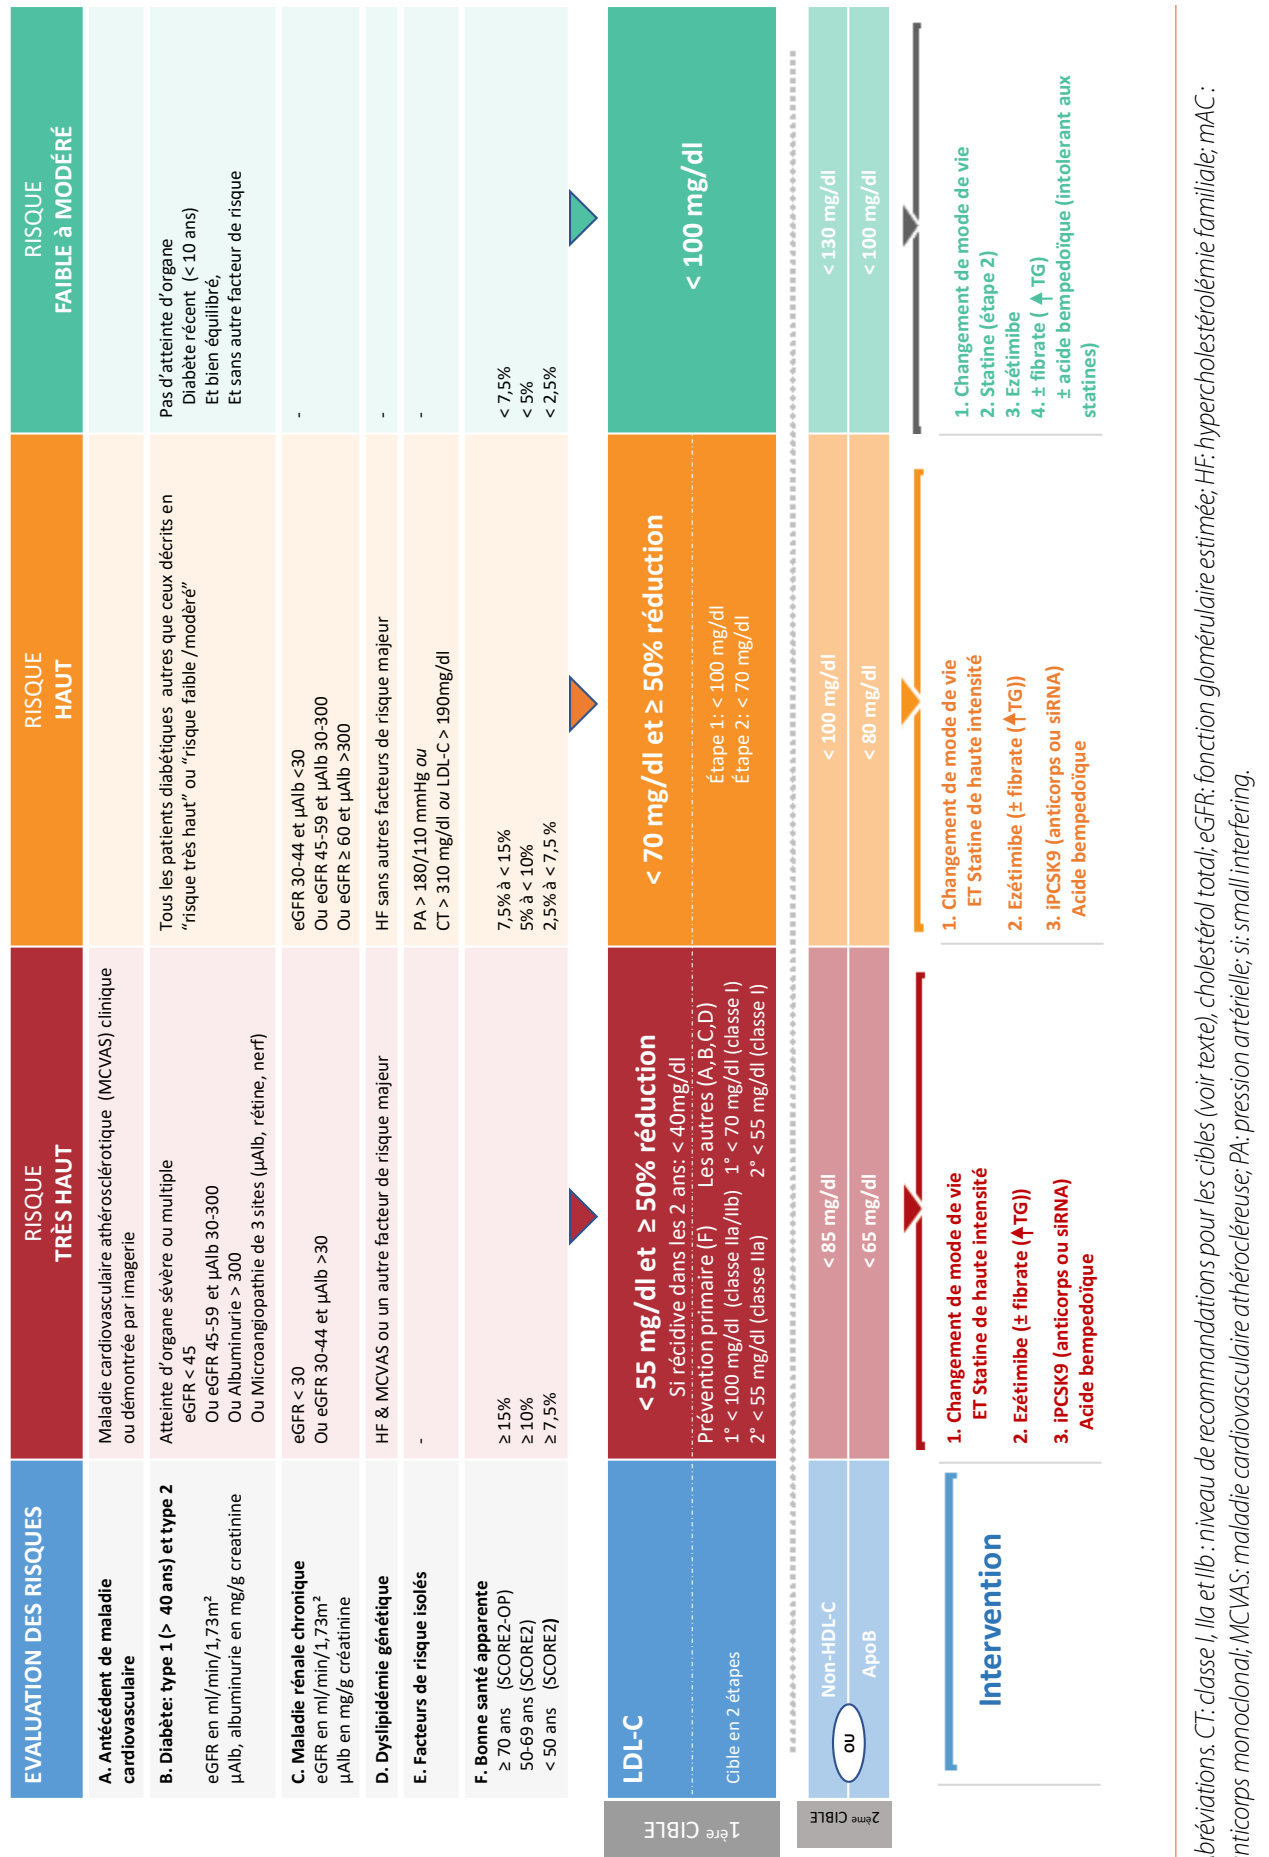 EVALUATION DES RISQUES
RISQUE
TRÈS HAUT
RISQUE
HAUT
RISQUE
FAIBLE à MODÉRÉ
A. Antécédent de maladie
cardiovasculaire
Maladie cardiovasculaire athérosclérotique (MCVAS) clinique
ou démontrée par imagerie
B. Diabète: type 1 (> 40 ans) et type 2
eGFR en ml/min/1,73m²
µAlb, albuminurie en mg/g creatinine
Atteinte d'organe sévère ou multiple
eGFR < 45
Ou eGFR 45-59 et µAlb 30-300
Ou Albuminurie > 300
Ou Microangiopathie de 3 sites (µAlb, rétine, nerf)
Tous les patients diabétiques autres que ceux décrits en
"risque très haut" ou "risque faible /modèré"
Pas d'atteinte d'organe
Diabète récent (< 10 ans)
Et bien équilibré,
Et sans autre facteur de risque
C. Maladie rénale chronique
eGFR en ml/min/1,73m²
µAlb en mg/g créatinine
eGFR < 30
Ou eGFR 30-44 et µAlb >30
eGFR 30-44 et µAlb <30
Ou eGFR 45-59 et µAlb 30-300
Ou eGFR ≥ 60 et µAlb >300
-
D. Dyslipidémie génétique
HF & MCVAS ou un autre facteur de risque majeur
HF sans autres facteurs de risque majeur
-
E. Facteurs de risque isolés
-
PA > 180/110 mmHg ou
CT > 310 mg/dl ou LDL-C > 190mg/dl
-
F. Bonne santé apparente
≥ 70 ans (SCORE2-OP)
50-69 ans (SCORE2)
< 50 ans (SCORE2)
≥ 15%
≥ 10%
≥ 7,5%
7,5% à < 15%
5% à < 10%
2,5% à < 7,5 %
< 7,5%
< 5%
< 2,5%
1ère CIBLE
LDL-C
Cible en 2 étapes
< 55 mg/dl et ≥ 50% réduction
Si récidive dans les 2 ans: < 40mg/dl
Prévention primaire (F) Les autres (A,B,C,D)
1° < 100 mg/dl (classe IIa/IIb) 1° < 70 mg/dl (classe I)
2° < 55 mg/dl (classe IIa) 2° < 55 mg/dl (classe I)
< 70 mg/dl et ≥ 50% réduction
Étape 1: < 100 mg/dl
Étape 2: < 70 mg/dl
< 100 mg/dl
2ème CIBLE
OU
Non-HDL-C
< 85 mg/dl
< 100 mg/dl
< 130 mg/dl
ApoB
< 65 mg/dl
< 80 mg/dl
< 100 mg/dl
Intervention
1. Changement de mode de vie
ET Statine de haute intensité
2. Ezétimibe (± fibrate (↑TG))
3. iPCSK9 (anticorps ou siRNA)
Acide bempedoïque
1. Changement de mode de vie
ET Statine de haute intensité
2. Ezétimibe (± fibrate (↑TG))
3. iPCSK9 (anticorps ou siRNA)
Acide bempedoïque
1. Changement de mode de vie
2. Statine (étape 2)
3. Ezétimibe
4. ± fibrate ( ↑ TG)
± acide bempedoïque (intolerant aux
statines)
bréviations. CT: classe I, IIa et IIb : niveau de recommandations pour les cibles (voir texte), cholestérol total; eGFR: fonction glomérulaire estimée; HF: hypercholestérolémie familiale; mAC :
nticorps monoclonal; MCVAS: maladie cardiovasculaire athérocléreuse; PA: pression artérielle; si: small interfering.